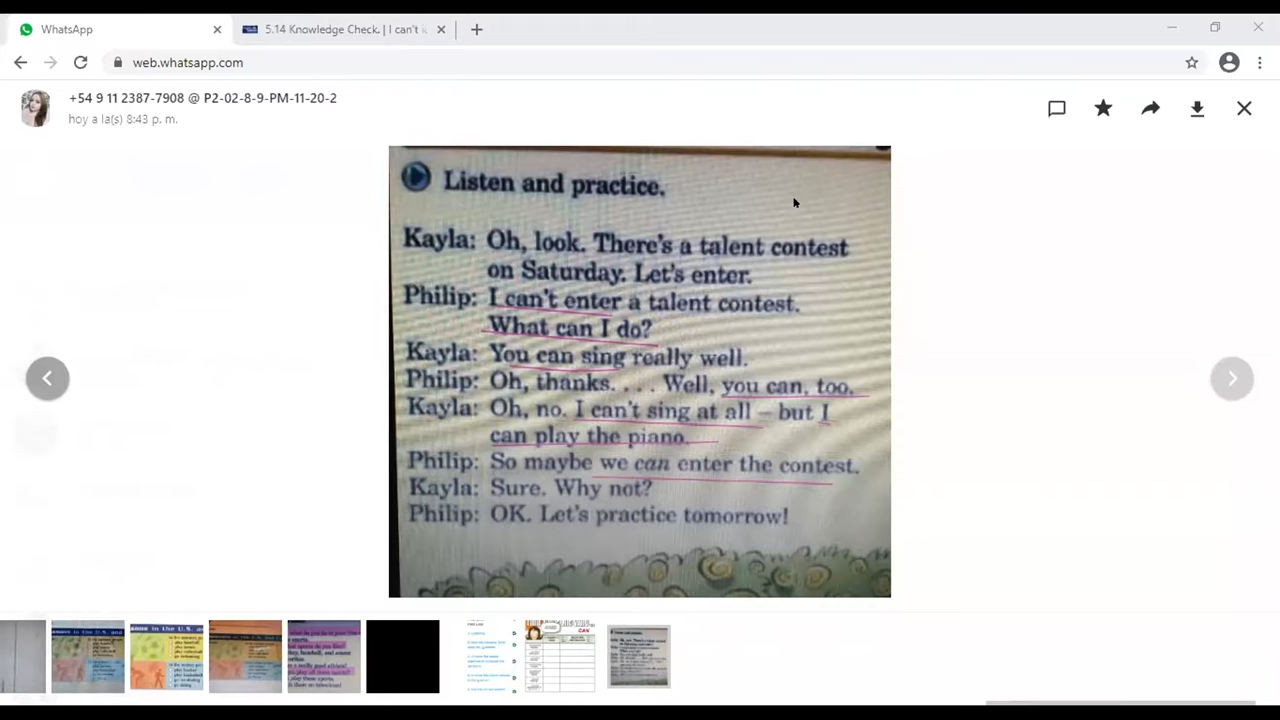 WhatsApp
5.14 Knowledge Check. | I can't
web.whatsapp.com
+54 9 11 2387-7908 @ P2-02-8-9-PM-11-20-2
hoy a la(s) 8:43 p. m.
Listen and practice.
Kayla: Oh, look. There's a talent contest
on Saturday. Let's enter.
Philip: I can't enter a talent contest.
What can I do?
Kayla: You can sing really well.
Philip: Oh, thanks. . . . Well, you can, too.
Kayla: Oh, no. I can't sing at all – but I
can play the piano.
Philip: So maybe we can enter the contest.
Kayla: Sure. Why not?
Philip: OK. Let's practice tomorrow!